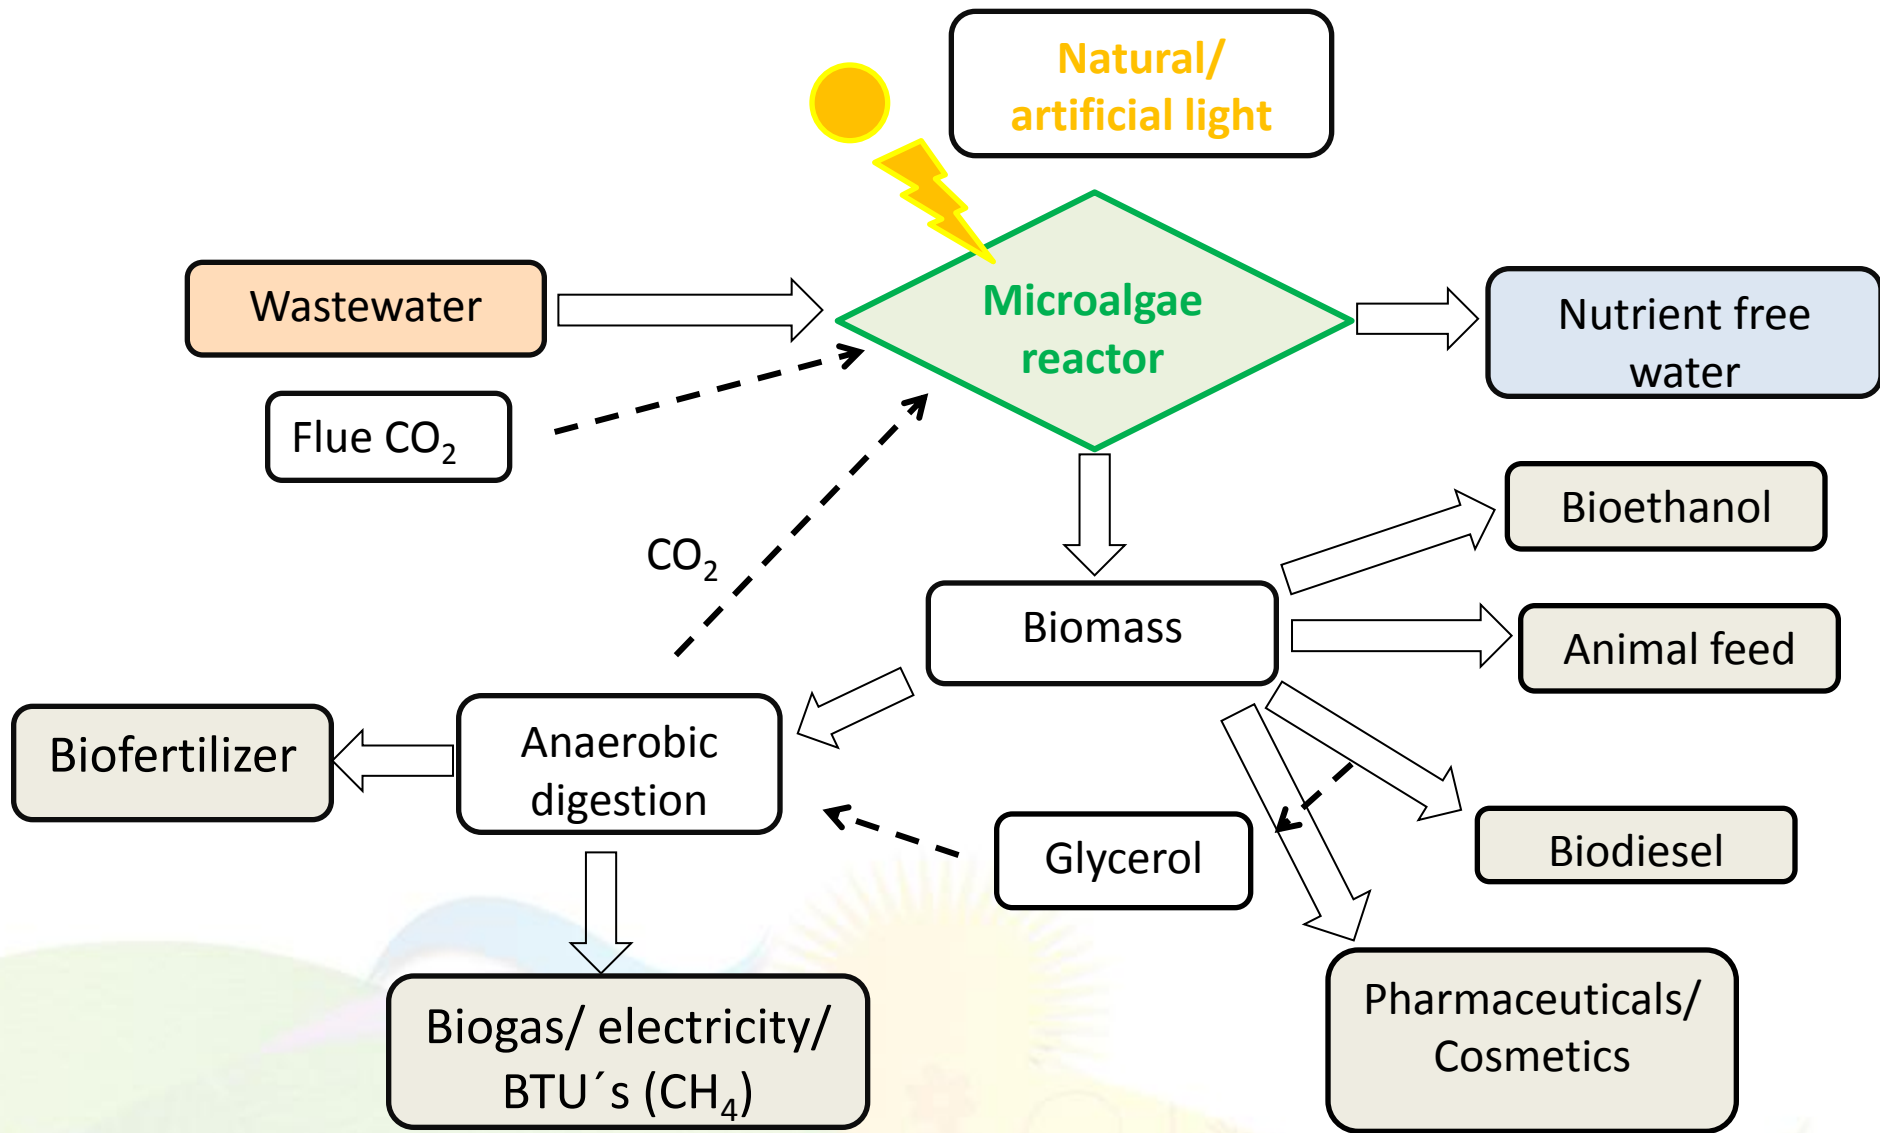 Natural/
artificial light
Wastewater
Microalgae
reactor
Nutrient free
water
Flue CO₂
Bioethanol
CO₂
Biomass
Animal feed
Biofertilizer
Anaerobic
digestion
Glycerol
Biodiesel
Biogas/ electricity/
BTU´s (CH₄)
Pharmaceuticals/
Cosmetics